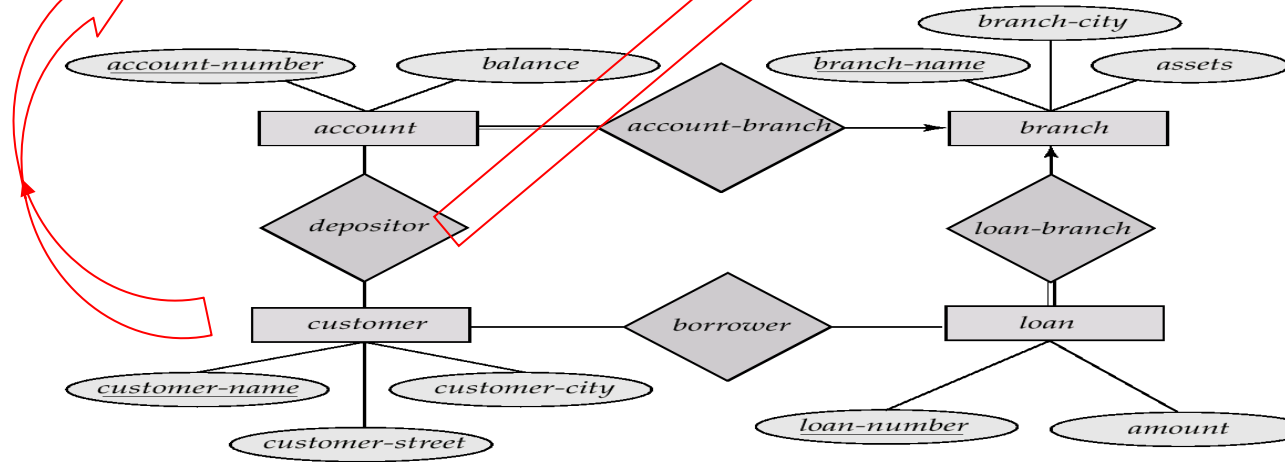 branch-city
account-number balance branch-name assets
account account-branch branch
depositor loan-branch
customer borrower loan
customer-name customer-city
loan-number amount
customer-street